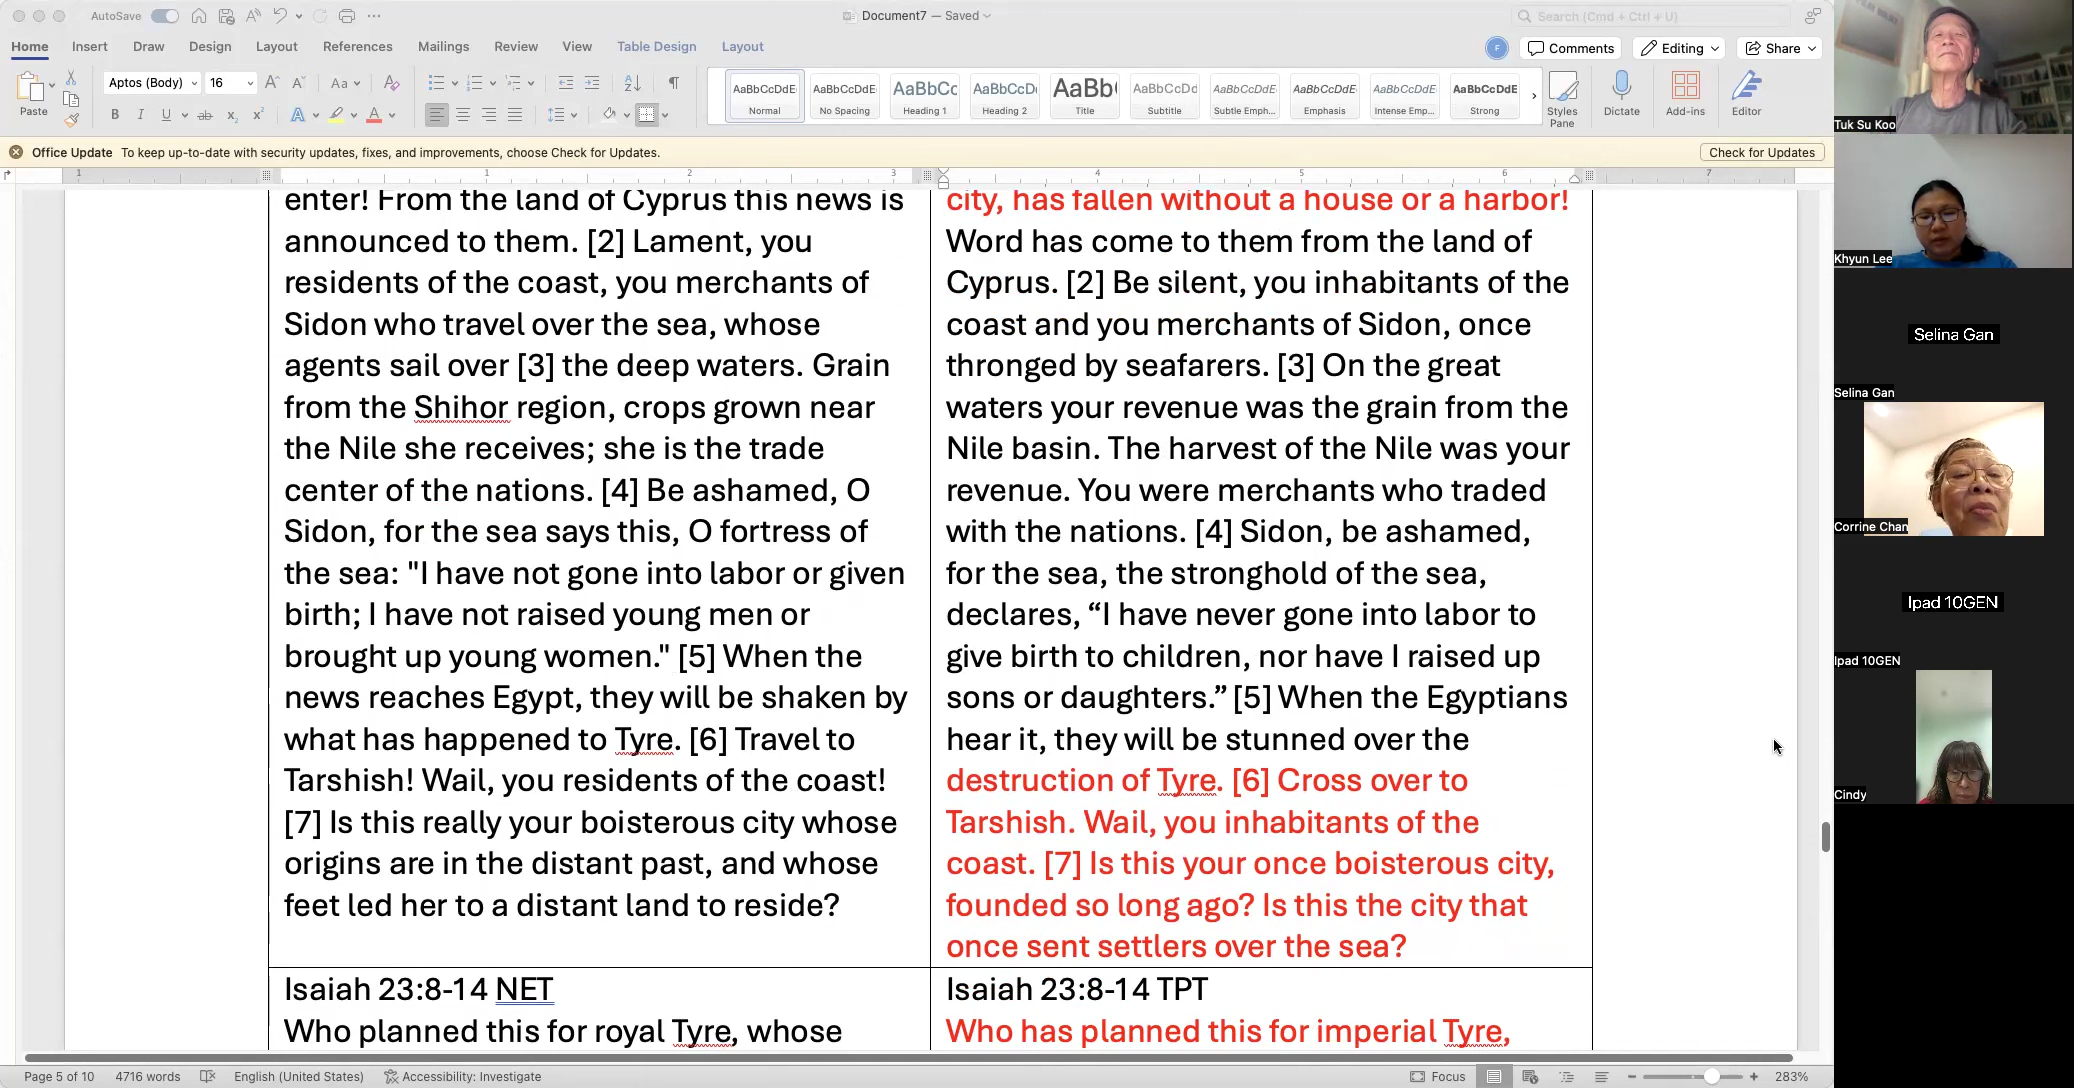 AutoSave
Document7 — Saved
Search (Cmd + Ctrl + U)
Home Insert Draw Design Layout References Mailings Review View Table Design Layout
F Comments Editing Share
Paste
Aptos (Body) 16
AaBbCcDdE Normal
AaBbCcDdE No Spacing
AaBbCc Heading 1
AaBbCcD Heading 2
AaBb Title
AaBbCcDd Subtitle
AaBbCcDdE Subtle Emph...
AaBbCcDdE Emphasis
AaBbCcDdE Intense Emp...
AaBbCcDdE Strong
Styles Pane
Dictate
Add-ins
Editor
Office Update To keep up-to-date with security updates, fixes, and improvements, choose Check for Updates.
Check for Updates
1 1 2 3 4 5 6 7
enter! From the land of Cyprus this news is
announced to them. [2] Lament, you
residents of the coast, you merchants of
Sidon who travel over the sea, whose
agents sail over [3] the deep waters. Grain
from the Shihor region, crops grown near
the Nile she receives; she is the trade
center of the nations. [4] Be ashamed, O
Sidon, for the sea says this, O fortress of
the sea: "I have not gone into labor or given
birth; I have not raised young men or
brought up young women." [5] When the
news reaches Egypt, they will be shaken by
what has happened to Tyre. [6] Travel to
Tarshish! Wail, you residents of the coast!
[7] Is this really your boisterous city whose
origins are in the distant past, and whose
feet led her to a distant land to reside?
city, has fallen without a house or a harbor!
Word has come to them from the land of
Cyprus. [2] Be silent, you inhabitants of the
coast and you merchants of Sidon, once
thronged by seafarers. [3] On the great
waters your revenue was the grain from the
Nile basin. The harvest of the Nile was your
revenue. You were merchants who traded
with the nations. [4] Sidon, be ashamed,
for the sea, the stronghold of the sea,
declares, “I have never gone into labor to
give birth to children, nor have I raised up
sons or daughters.” [5] When the Egyptians
hear it, they will be stunned over the
destruction of Tyre. [6] Cross over to
Tarshish. Wail, you inhabitants of the
coast. [7] Is this your once boisterous city,
founded so long ago? Is this the city that
once sent settlers over the sea?
Isaiah 23:8-14 NET
Who planned this for royal Tyre, whose
Isaiah 23:8-14 TPT
Who has planned this for imperial Tyre,
Page 5 of 10 4716 words English (United States) Accessibility: Investigate
Focus 283%
Tuk Su Koo
Khyun Lee
Selina Gan
Selina Gan
Corrine Chan
Ipad 10GEN
Ipad 10GEN
Cindy